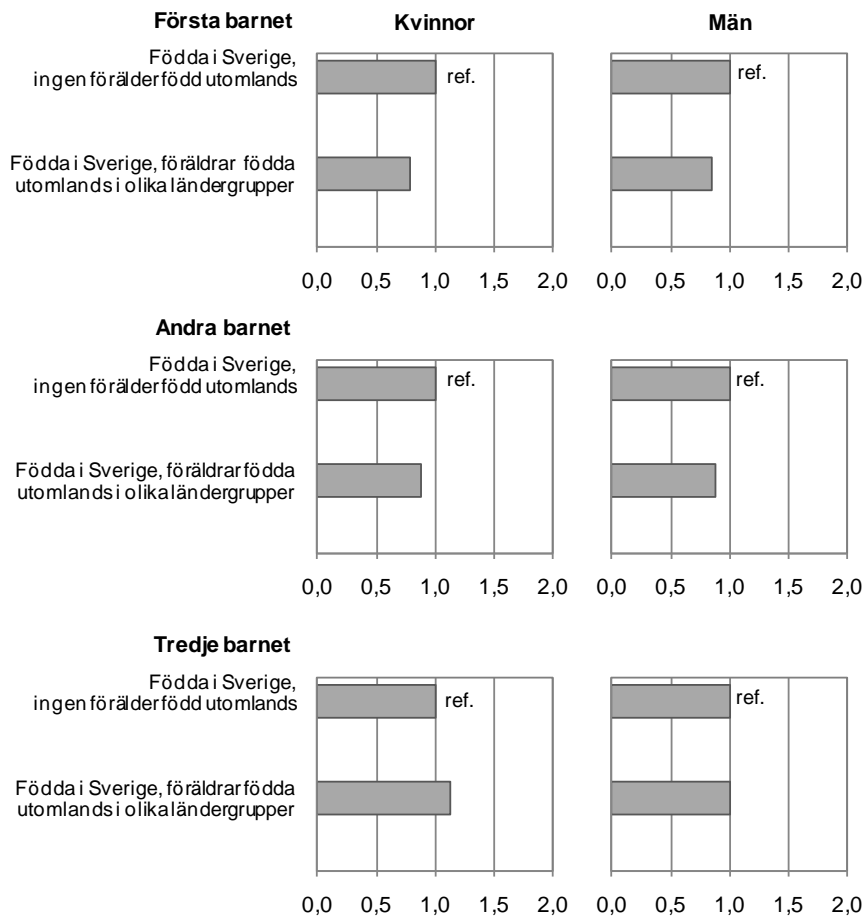 Första barnet
Kvinnor
Män
Födda i Sverige,
ingen förälder född utomlands
ref.
ref.
Födda i Sverige, föräldrar födda
utomlands i olika ländergrupper
0,0 0,5 1,0 1,5 2,0
0,0 0,5 1,0 1,5 2,0
Andra barnet
Födda i Sverige,
ingen förälder född utomlands
ref.
ref.
Födda i Sverige, föräldrar födda
utomlands i olika ländergrupper
0,0 0,5 1,0 1,5 2,0
0,0 0,5 1,0 1,5 2,0
Tredje barnet
Födda i Sverige,
ingen förälder född utomlands
ref.
ref.
Födda i Sverige, föräldrar födda
utomlands i olika ländergrupper
0,0 0,5 1,0 1,5 2,0
0,0 0,5 1,0 1,5 2,0